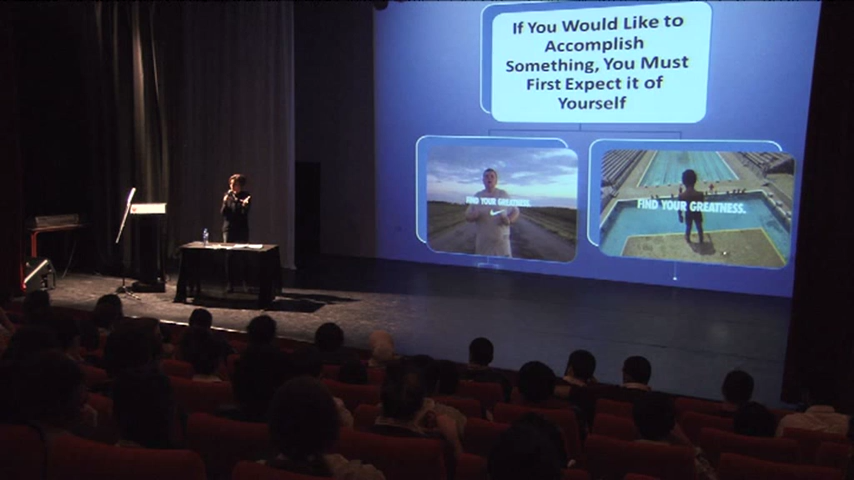 If You Would Like to
Accomplish
Something, You Must
First Expect it of
Yourself
FIND YOUR GREATNESS.
FIND YOUR GREATNESS.